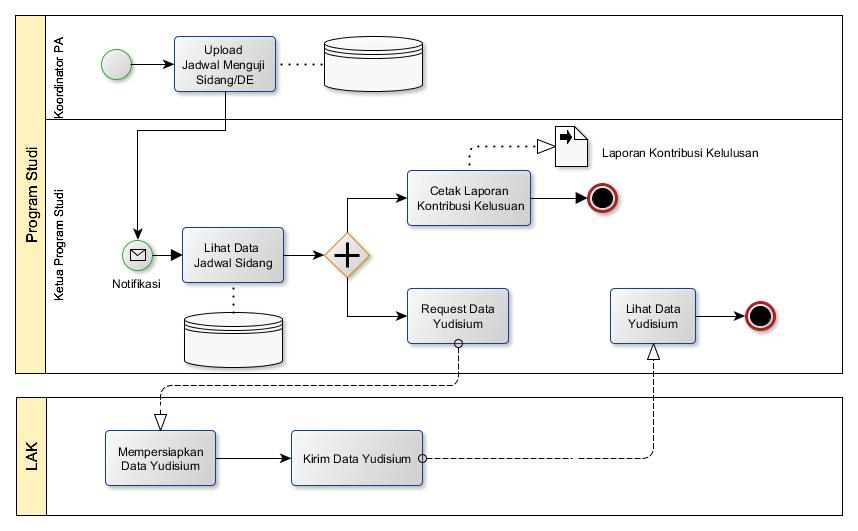 Program Studi
Koordinator PA
Upload
Jadwal Menguji
Sidang/DE
Ketua Program Studi
Laporan Kontribusi Kelulusan
Cetak Laporan
Kontribusi Kelusuan
Notifikasi
Lihat Data
Jadwal Sidang
Request Data
Yudisium
Lihat Data
Yudisium
LAK
Mempersiapkan
Data Yudisium
Kirim Data Yudisium